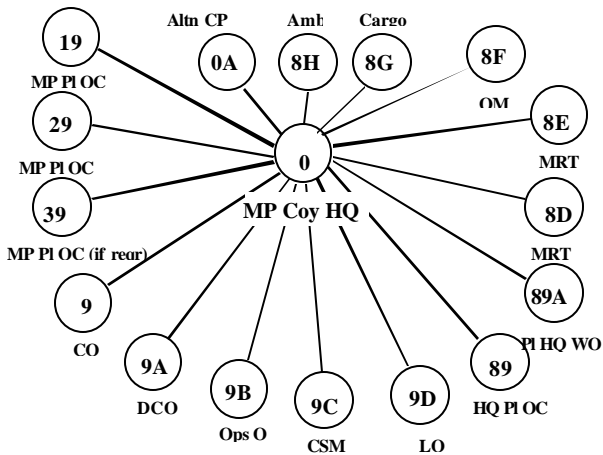 Altn CP
Amb
Cargo
19
0A
8H
8G
8F
MP Pl OC
QM
29
8E
MP Pl OC
MRT
0
39
8D
MP Coy HQ
MP Pl OC (if rear)
MRT
9
89A
CO
Pl HQ WO
9A
89
9B
9C
9D
DCO
HQ Pl OC
Ops O
CSM
LO